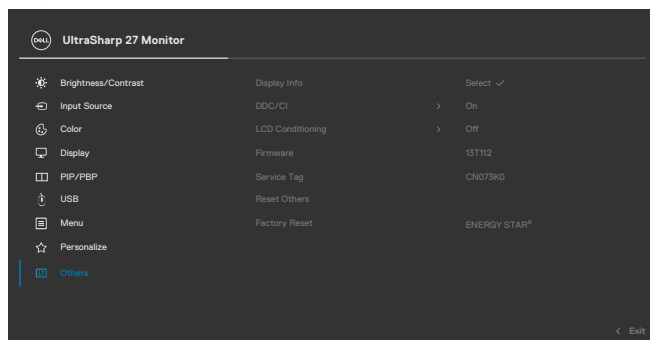 DELL UltraSharp 27 Monitor
Brightness/Contrast Display Info Select ✓
Input Source DDC/CI > On
Color LCD Conditioning > Off
Display Firmware 13T112
PIP/PBP Service Tag CN073K0
USB Reset Others
Menu Factory Reset ENERGY STAR®
Personalize
Others
< Exit